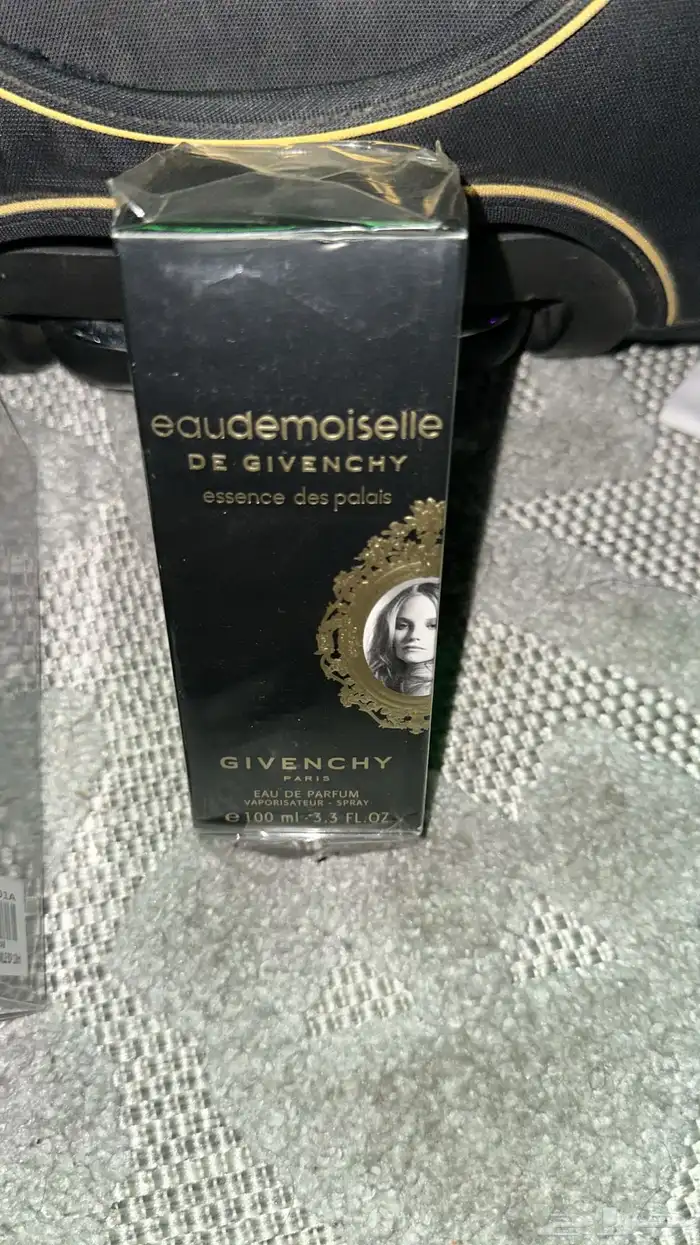 eaudemoiselle
DE GIVENCHY
essence des palais
GIVENCHY
PARIS
EAU DE PARFUM
VAPORISATEUR - SPRAY
e 100 ml - 3.3 FL.OZ
01A